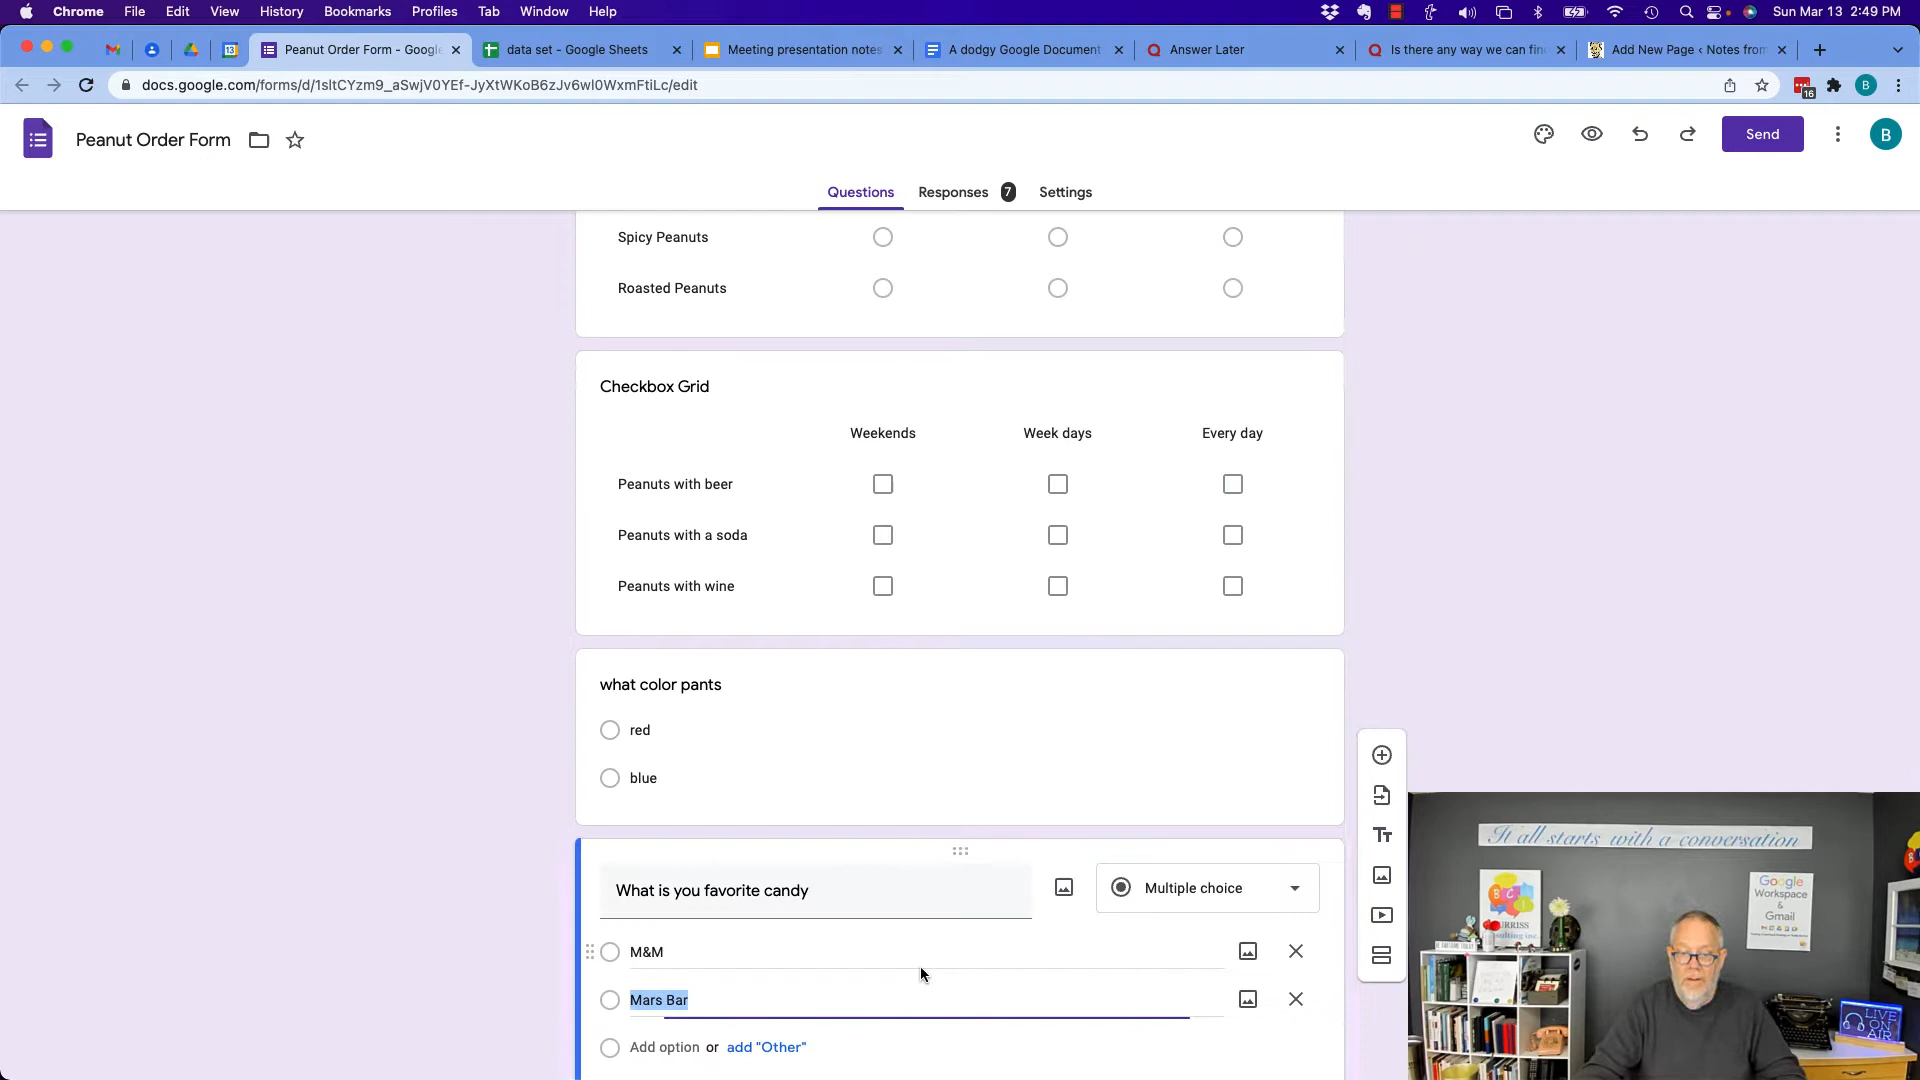 Chrome File Edit View History Bookmarks Profiles Tab Window Help Sun Mar 13 2:49 PM
Peanut Order Form - Google data set - Google Sheets Meeting presentation notes A dodgy Google Document Answer Later Is there any way we can fin Add New Page < Notes from
docs.google.com/forms/d/1sltCYzm9_aSwjV0YEf-JyXtWKoB6zJv6wl0WxmFtiLc/edit 16 B
Peanut Order Form Send B
Questions Responses 7 Settings
Spicy Peanuts
Roasted Peanuts
Checkbox Grid
Weekends Week days Every day
Peanuts with beer
Peanuts with a soda
Peanuts with wine
what color pants
red
blue
What is you favorite candy Multiple choice
M&M
Mars Bar
Add option or add "Other"
It all starts with a conversation
Google
Workspace
&
Gmail
LIVE
ON
AIR